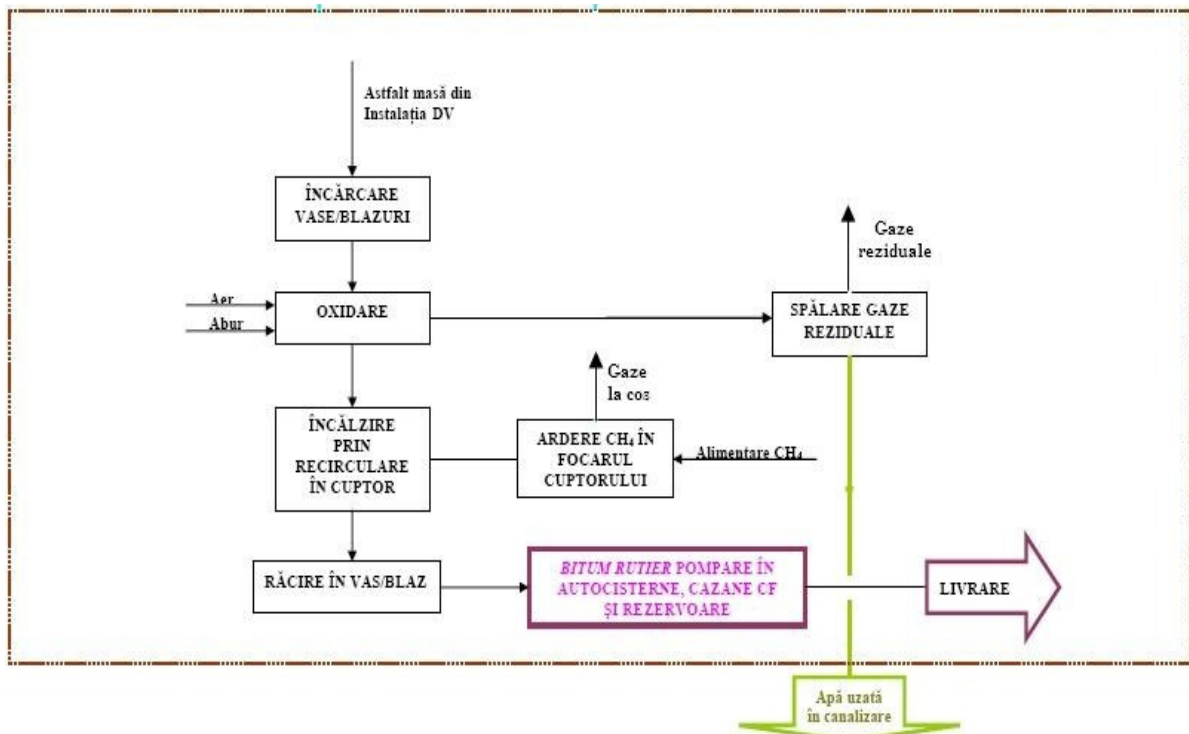 Astfalt masă din
Instalația DV
ÎNCĂRCARE
VASE/BLAZURI
Gaze
reziduale
Aer
Abur
OXIDARE
SPĂLARE GAZE
REZIDUALE
Gaze
la cos
ÎNCĂLZIRE
PRIN
RECIRCULARE
ÎN CUPTOR
ARDERE CH₄ ÎN
FOCARUL
CUPTORULUI
Alimentare CH₄
RĂCIRE ÎN VAS/BLAZ
BITUM RUTIER POMPARE ÎN
AUTOCISTERNE, CAZANE CF
ȘI REZERVOARE
LIVRARE
Apă uzată
în canalizare